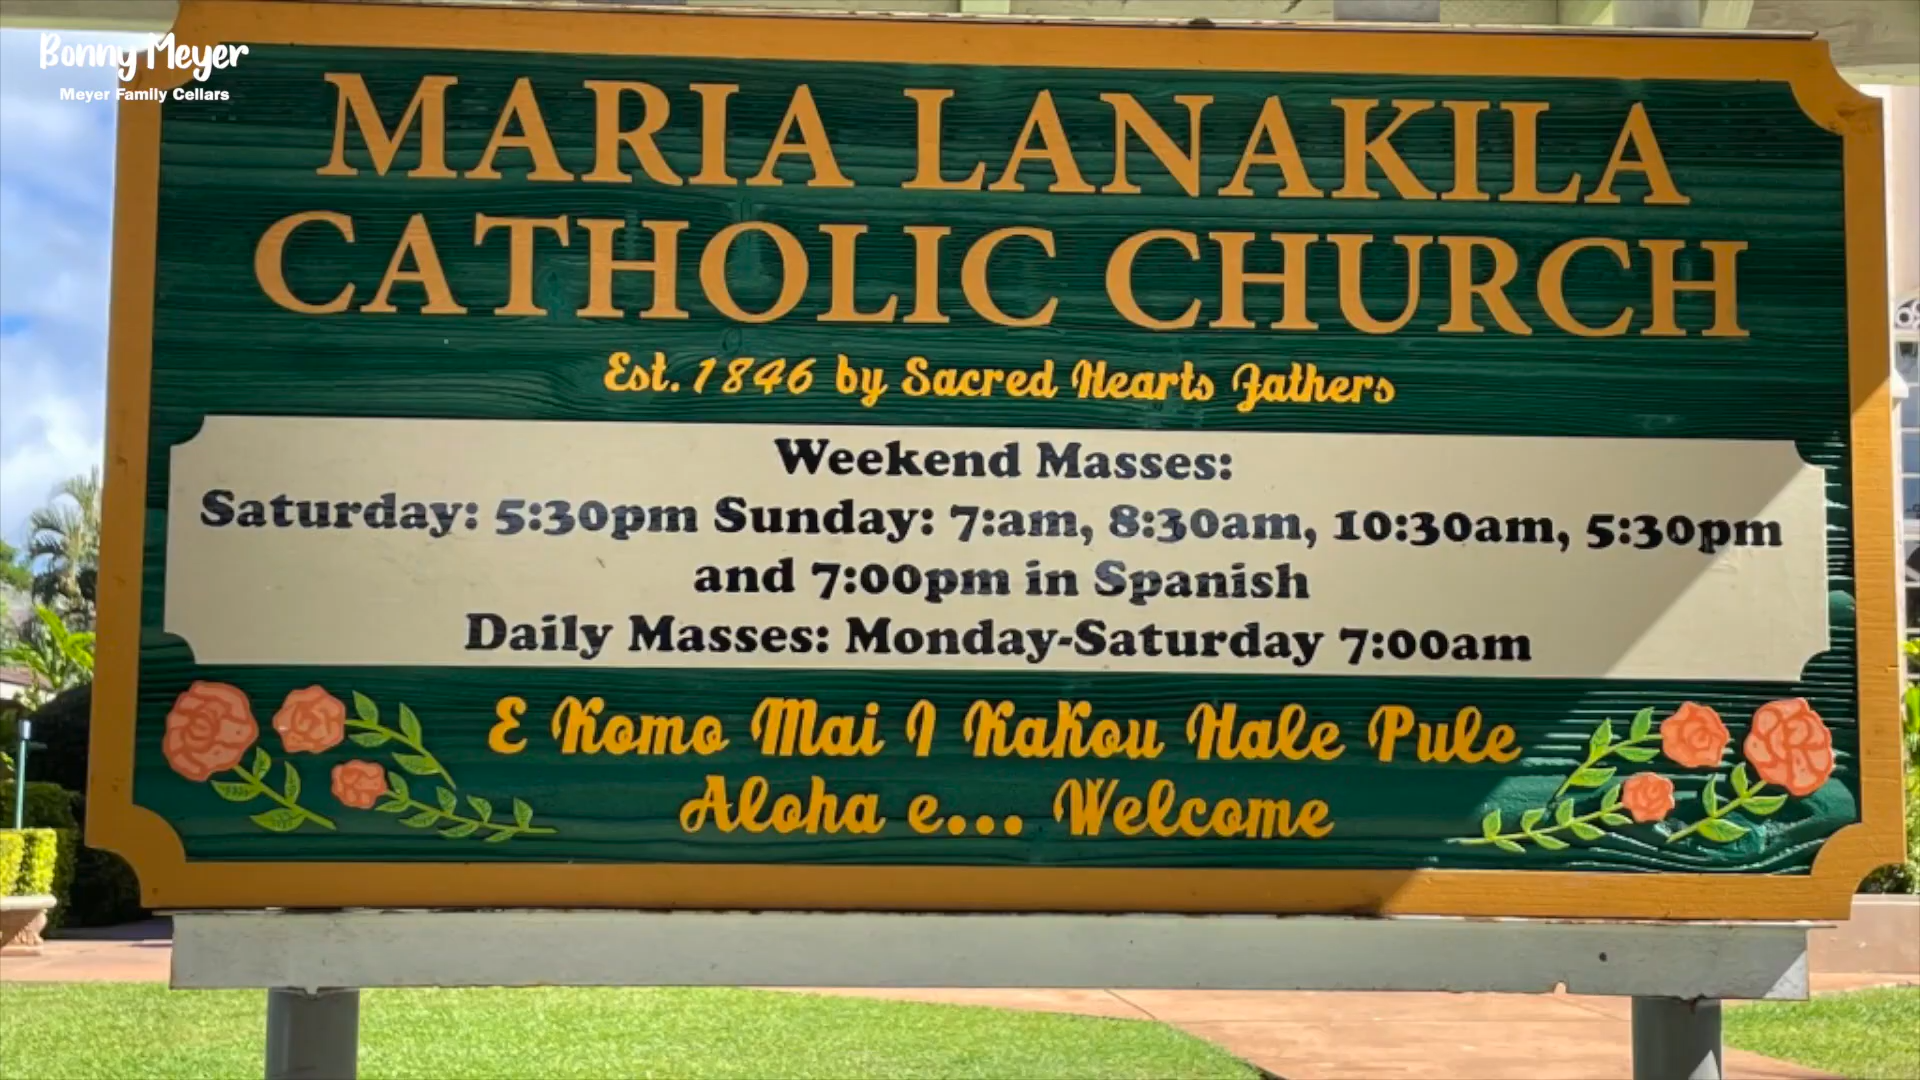 Bonny Meyer
Meyer Family Cellars
MARIA LANAKILA
CATHOLIC CHURCH
Est. 1846 by Sacred Hearts Fathers
Weekend Masses:
Saturday: 5:30pm Sunday: 7:am, 8:30am, 10:30am, 5:30pm
and 7:00pm in Spanish
Daily Masses: Monday-Saturday 7:00am
E Komo Mai I KaKou Hale Pule
Aloha e... Welcome